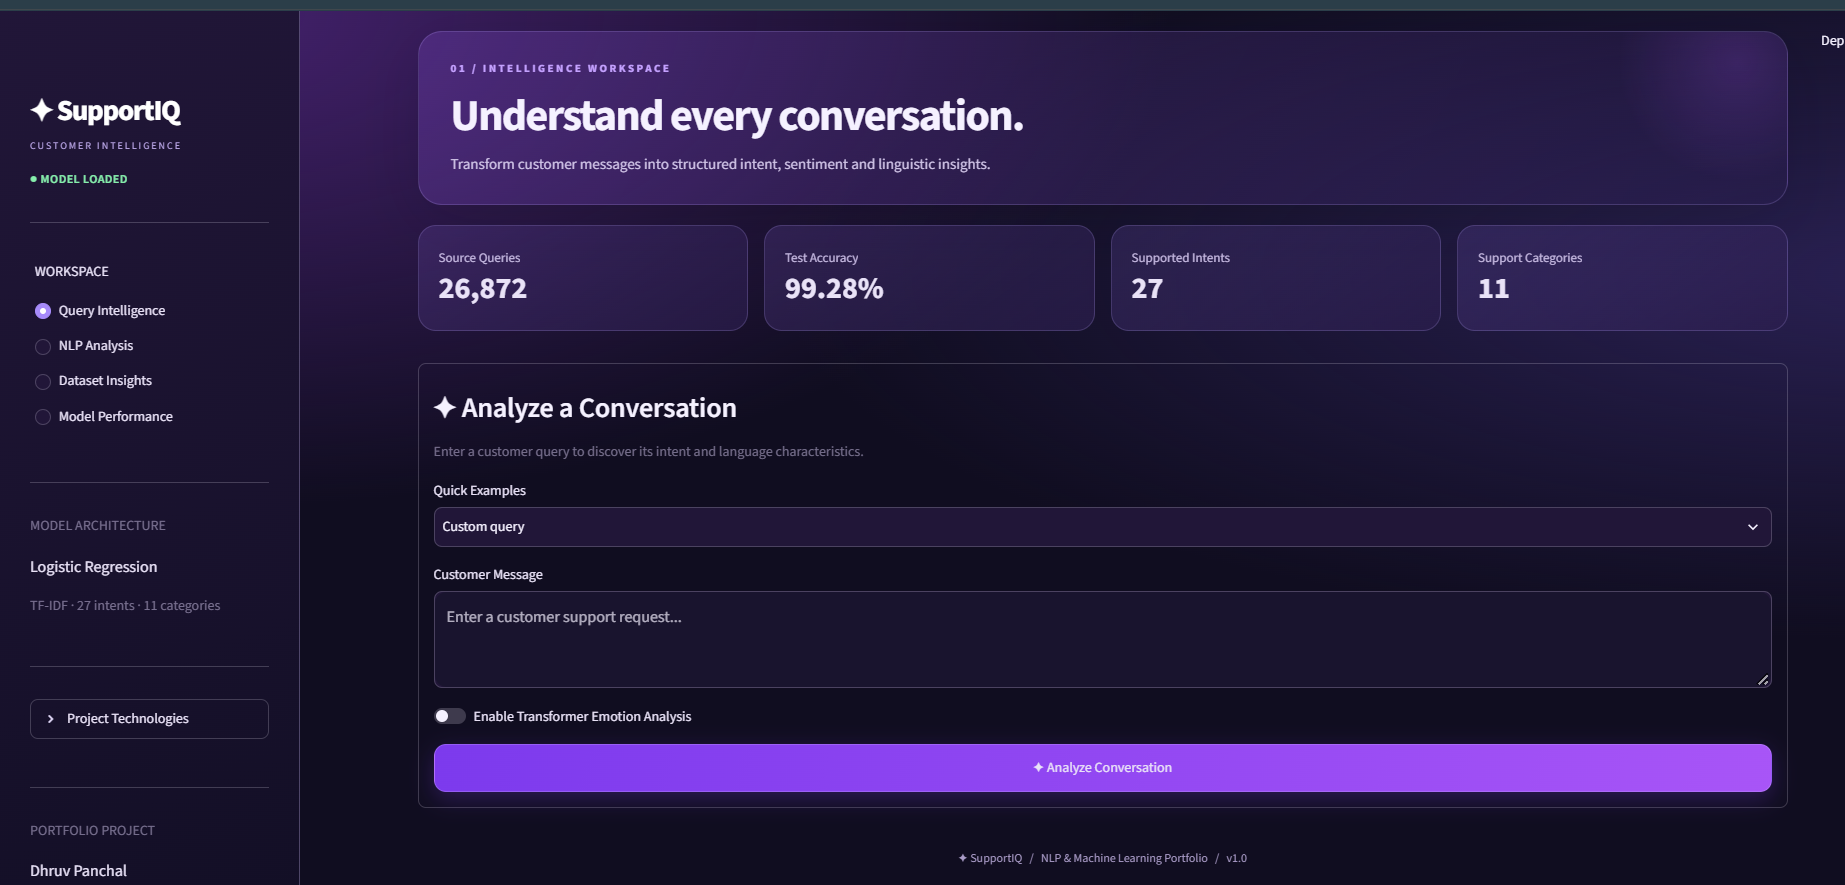 ✦ SupportIQ
CUSTOMER INTELLIGENCE
● MODEL LOADED
WORKSPACE
Query Intelligence
NLP Analysis
Dataset Insights
Model Performance
MODEL ARCHITECTURE
Logistic Regression
TF-IDF · 27 intents · 11 categories
Project Technologies
PORTFOLIO PROJECT
Dhruv Panchal
Dep
01 / INTELLIGENCE WORKSPACE
Understand every conversation.
Transform customer messages into structured intent, sentiment and linguistic insights.
Source Queries
26,872
Test Accuracy
99.28%
Supported Intents
27
Support Categories
11
✦ Analyze a Conversation
Enter a customer query to discover its intent and language characteristics.
Quick Examples
Custom query
Customer Message
Enter a customer support request...
Enable Transformer Emotion Analysis
✦ Analyze Conversation
✦ SupportIQ / NLP & Machine Learning Portfolio / v1.0